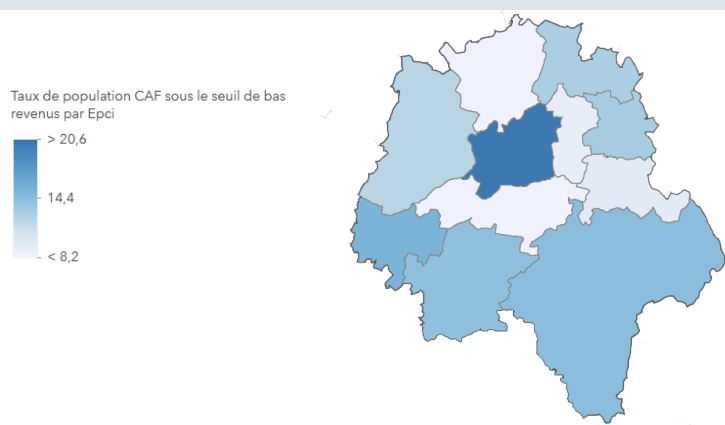 Taux de population CAF sous le seuil de bas
revenus par Epci
> 20,6
14,4
< 8,2